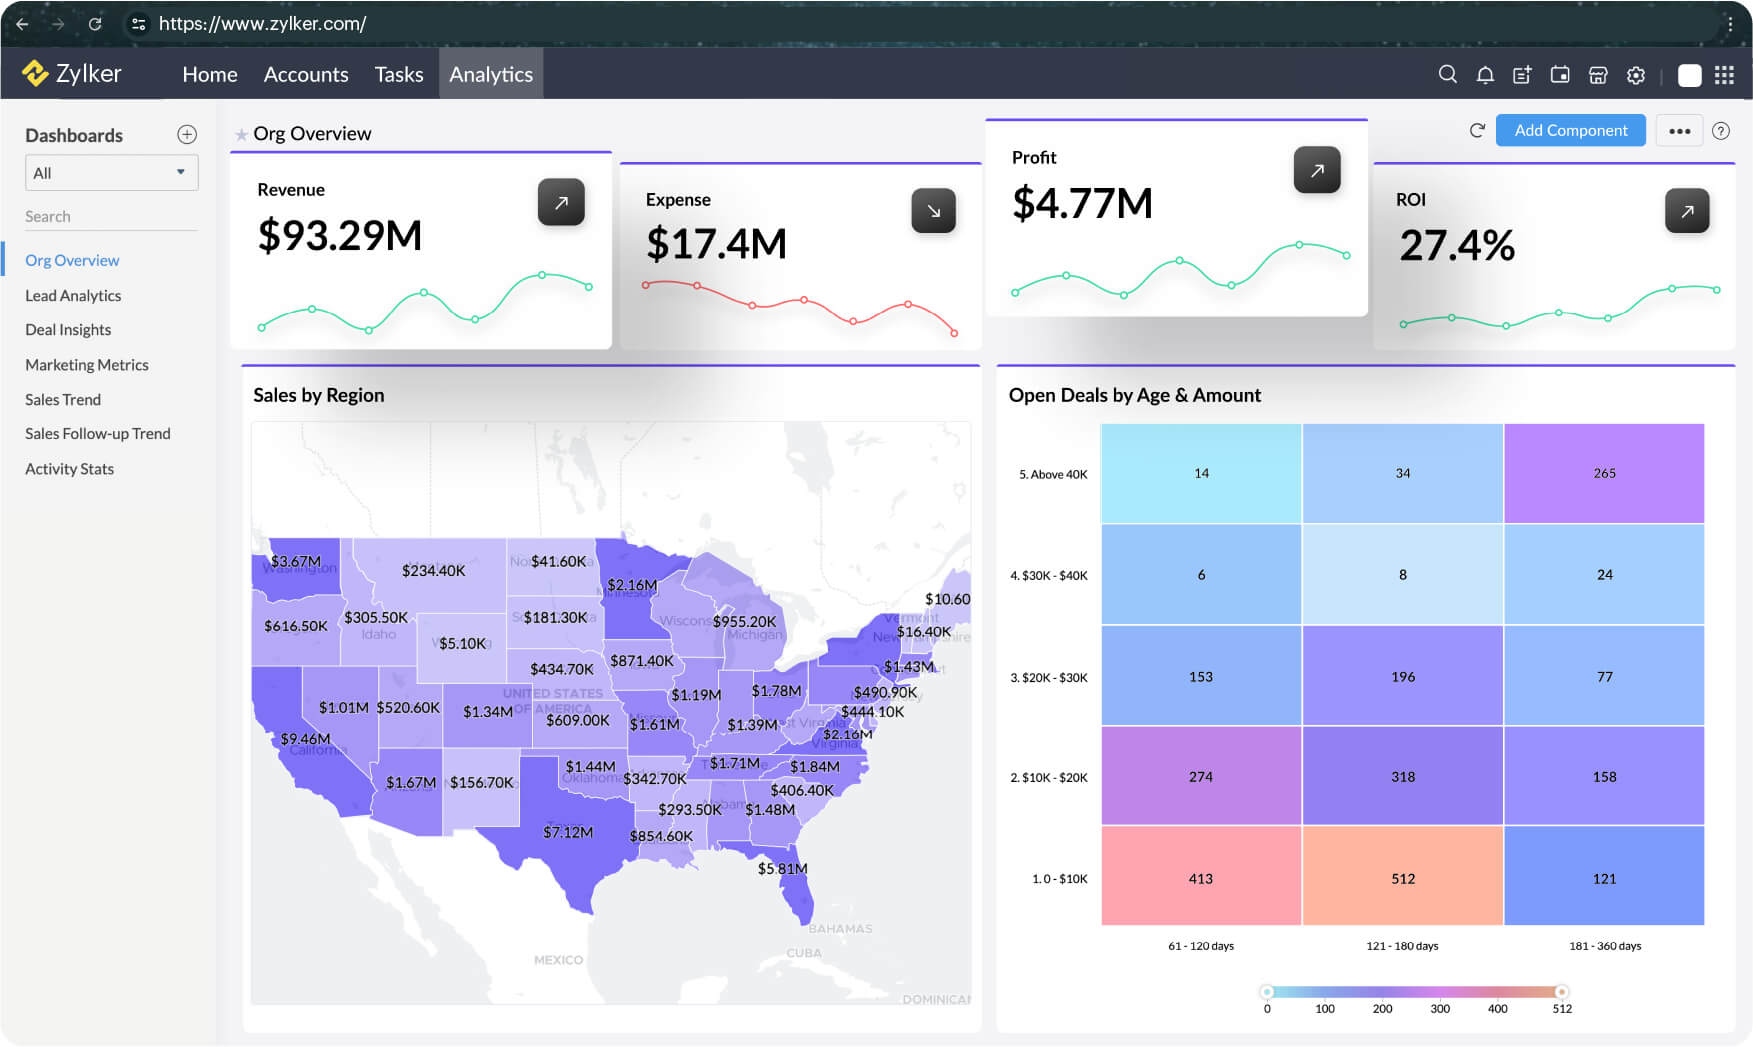 https://www.zylker.com/
Zylker
Home
Accounts
Tasks
Analytics
Dashboards
All
Search
Org Overview
Lead Analytics
Deal Insights
Marketing Metrics
Sales Trend
Sales Follow-up Trend
Activity Stats
Org Overview
Add Component
Revenue
$93.29M
Expense
$17.4M
Profit
$4.77M
ROI
27.4%
Sales by Region
$3.67M
Washington
$234.40K
$41.60K
$2.16M
Minnesota
$10.60
$616.50K
$305.50K
Idaho
$181.30K
$5.10K
$955.20K
Michigan
Vermont
$16.40K
$434.70K
$871.40K
$1.43M
UNITED STATES
OF AMERICA
$1.19M
$1.78M
$490.90K
$1.01M
$520.60K
$1.34M
$609.00K
$1.61M
$1.39M
$444.10K
$2.16M
Virginia
$9.46M
California
$1.67M
$156.70K
$1.44M
Oklahoma
$342.70K
$1.71M
$1.84M
$406.40K
$293.50K
$1.48M
$7.12M
$854.60K
$5.81M
BAHAMAS
CUBA
MEXICO
DOMINICAN
Open Deals by Age & Amount
5. Above 40K
14
34
265
4. $30K - $40K
6
8
24
3. $20K - $30K
153
196
77
2. $10K - $20K
274
318
158
1. 0 - $10K
413
512
121
61 - 120 days
121 - 180 days
181 - 360 days
0
100
200
300
400
512